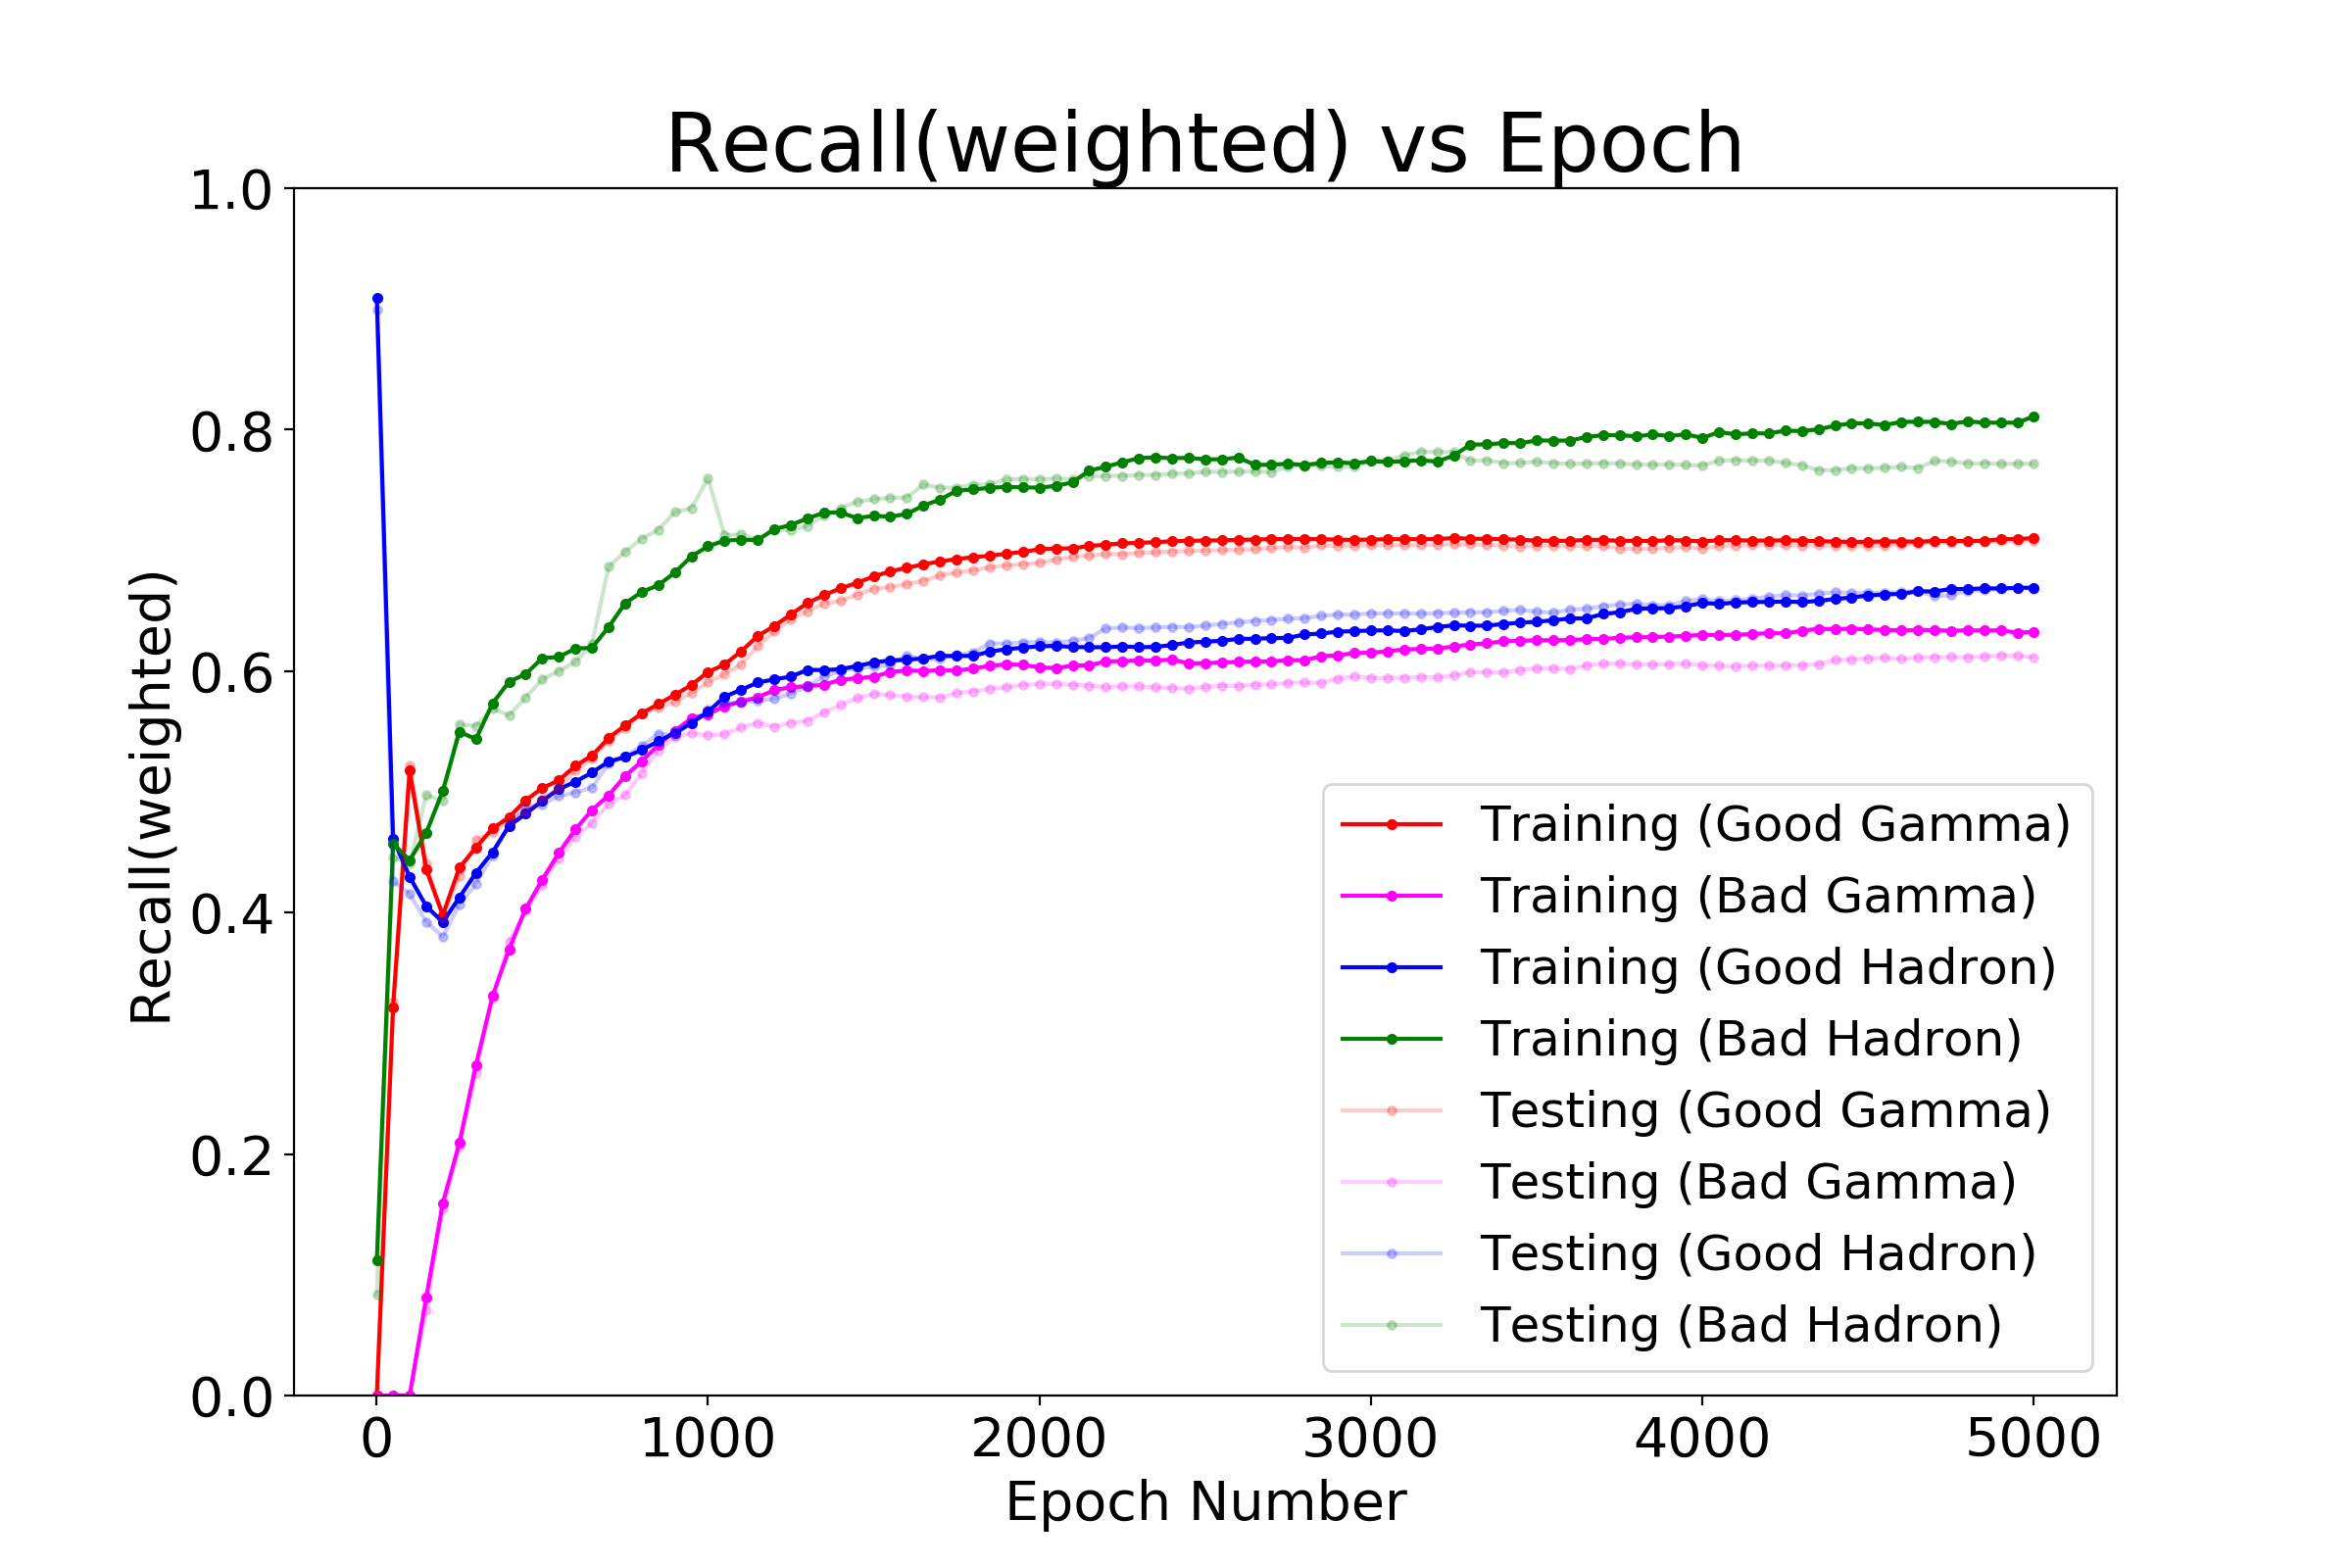 Recall(weighted) vs Epoch
1.0
0.8
0.6
0.4
0.2
0.0
Recall(weighted)
0 1000 2000 3000 4000 5000
Epoch Number
Training (Good Gamma)
Training (Bad Gamma)
Training (Good Hadron)
Training (Bad Hadron)
Testing (Good Gamma)
Testing (Bad Gamma)
Testing (Good Hadron)
Testing (Bad Hadron)